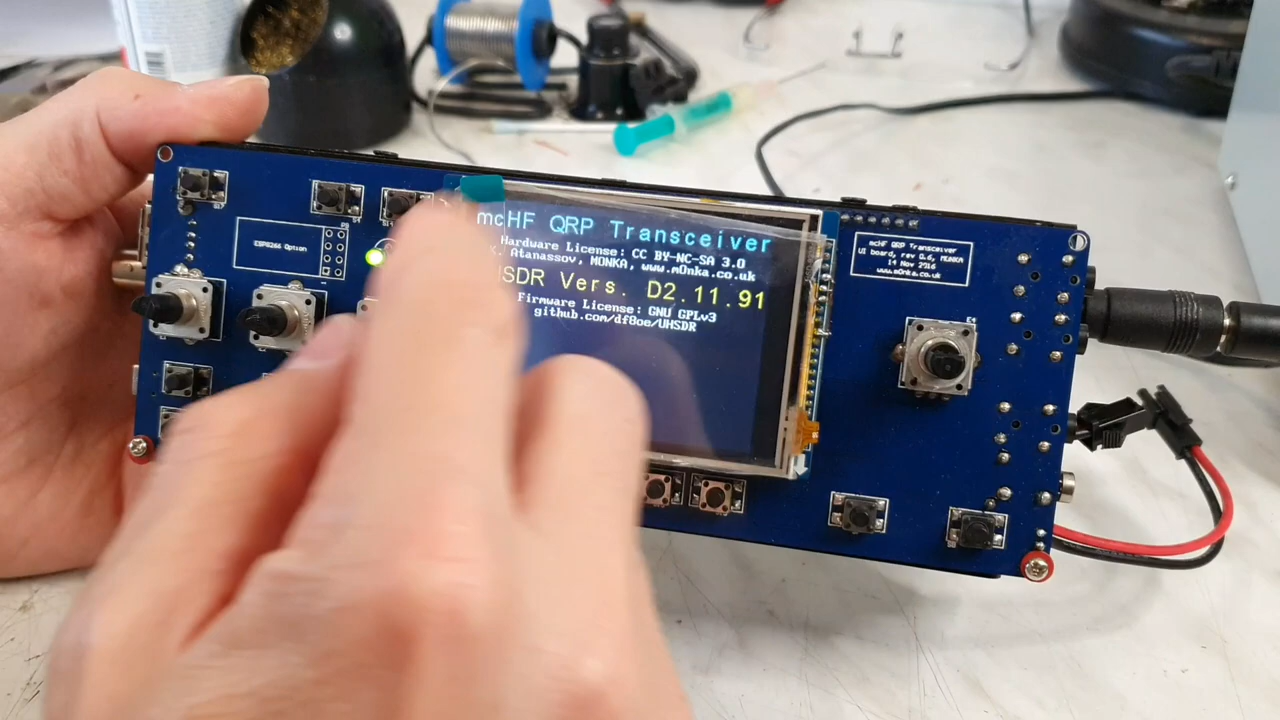 ESP8266 Option
mcHF QRP Transceiver
Hardware License: CC BY-NC-SA 3.0
. Atanassov, M0NKA, www.m0nka.co.uk
SDR Vers. D2.11.91
Firmware License: GNU GPLv3
github.com/df8oe/UHSDR
mcHF QRP Transceiver
UI board, rev 0.6, M0NKA
14 Nov 2016
www.m0nka.co.uk
E4